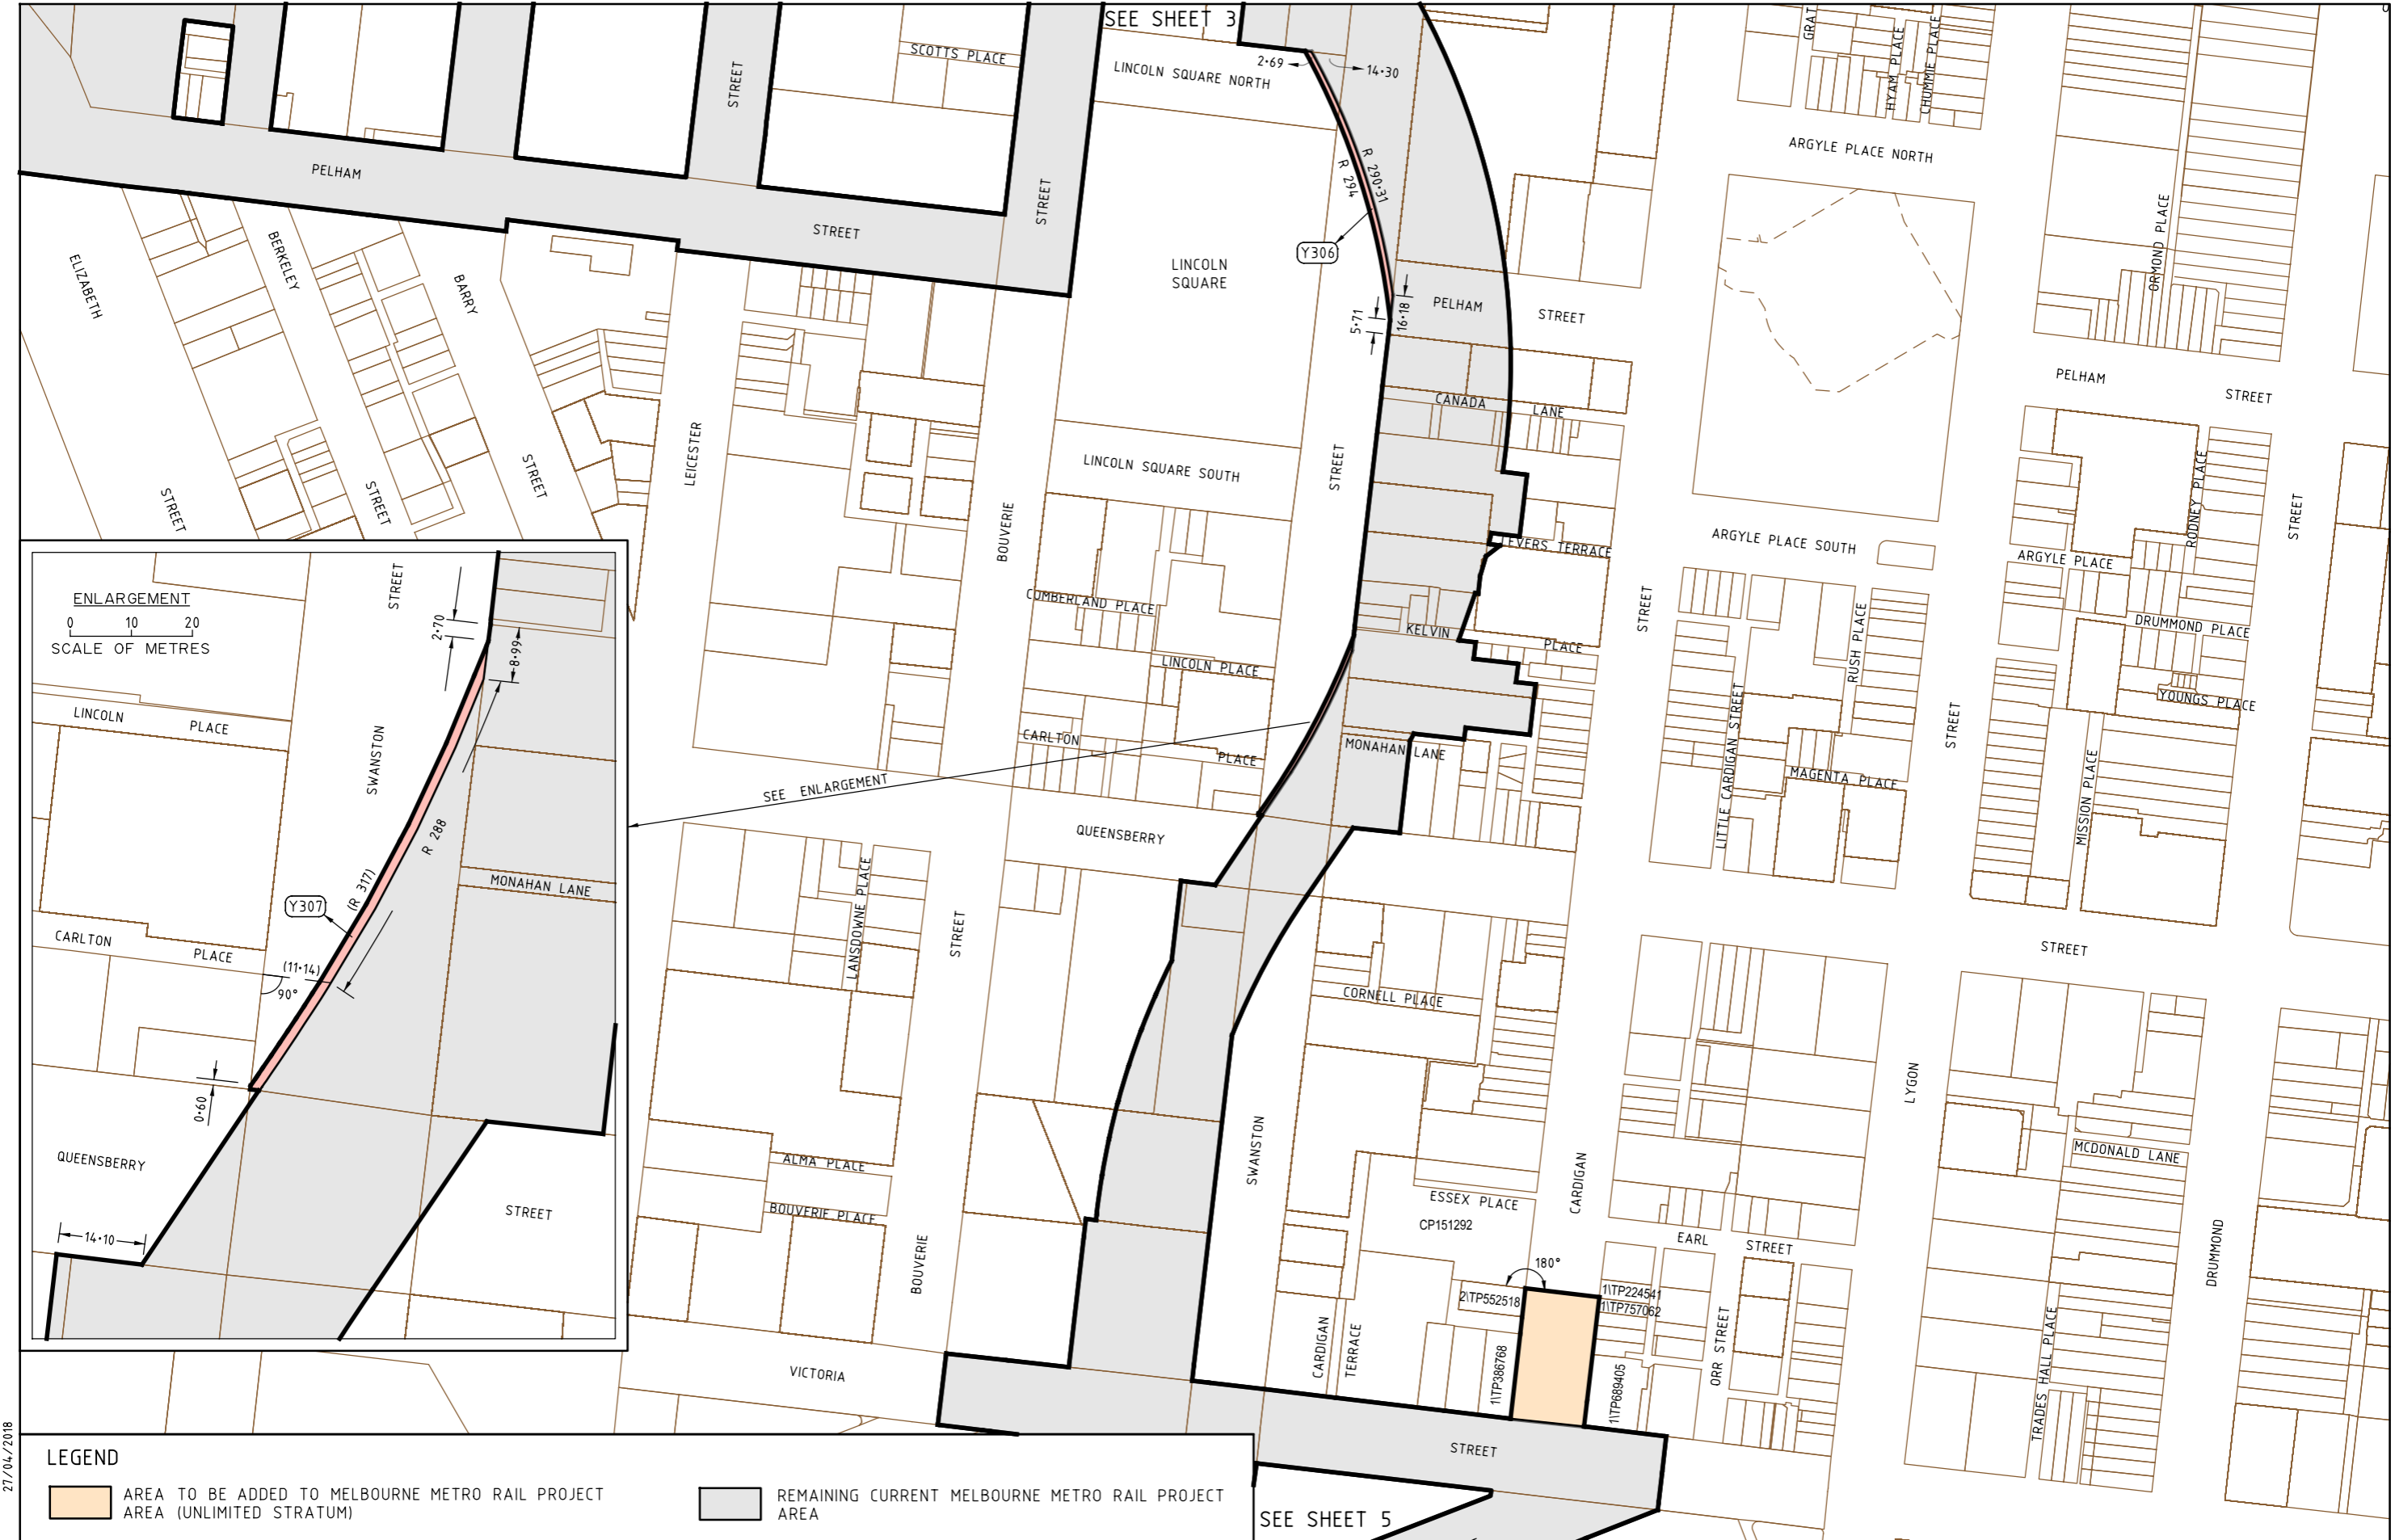 SEE SHEET 3
SCOTTS PLACE
LINCOLN SQUARE NORTH
2·69
14·30
STREET
GRAT
HYAM PLACE
CHUMMIE PLACE
ARGYLE PLACE NORTH
PELHAM
STREET
STREET
R 294
R 290·31
Y306
LINCOLN
SQUARE
ELIZABETH
BERKELEY
BARRY
ORMOND PLACE
5·71
16·18
PELHAM
STREET
PELHAM
STREET
CANADA
LANE
LEICESTER
STREET
STREET
STREET
BOUVERIE
LINCOLN SQUARE SOUTH
STREET
LEVERS TERRACE
ARGYLE PLACE SOUTH
RODNEY PLACE
STREET
ARGYLE PLACE
ENLARGEMENT
0 10 20
SCALE OF METRES
STREET
2·70
8·99
LINCOLN
PLACE
SWANSTON
R 288
(R 317)
Y307
MONAHAN LANE
CARLTON
PLACE
(11·14)
90°
0·60
QUEENSBERRY
STREET
14·10
CUMBERLAND PLACE
LINCOLN PLACE
KELVIN
PLACE
STREET
RUSH PLACE
DRUMMOND PLACE
YOUNGS PLACE
CARLTON
PLACE
MONAHAN LANE
LITTLE CARDIGAN STREET
MAGENTA PLACE
STREET
MISSION PLACE
SEE ENLARGEMENT
QUEENSBERRY
LANSDOWNE PLACE
STREET
STREET
CORNELL PLACE
LYGON
SWANSTON
ALMA PLACE
BOUVERIE PLACE
BOUVERIE
ESSEX PLACE
CP151292
CARDIGAN
MCDONALD LANE
EARL
STREET
DRUMMOND
180°
2\TP552518
1\TP224541
1\TP757062
CARDIGAN
TERRACE
1\TP386768
1\TP689405
ORR STREET
TRADES HALL PLACE
VICTORIA
STREET
27/04/2018
LEGEND
AREA TO BE ADDED TO MELBOURNE METRO RAIL PROJECT
AREA (UNLIMITED STRATUM)
REMAINING CURRENT MELBOURNE METRO RAIL PROJECT
AREA
SEE SHEET 5